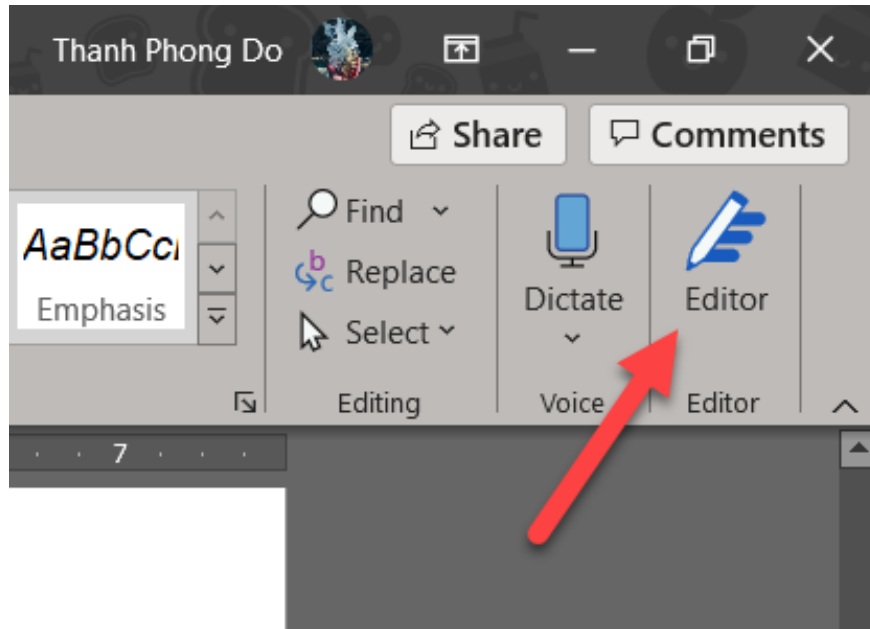 Thanh Phong Do
Share
Comments
AaBbCcI
Emphasis
Find
b
c
Replace
Select
Dictate
Editor
Editing
Voice
Editor
7